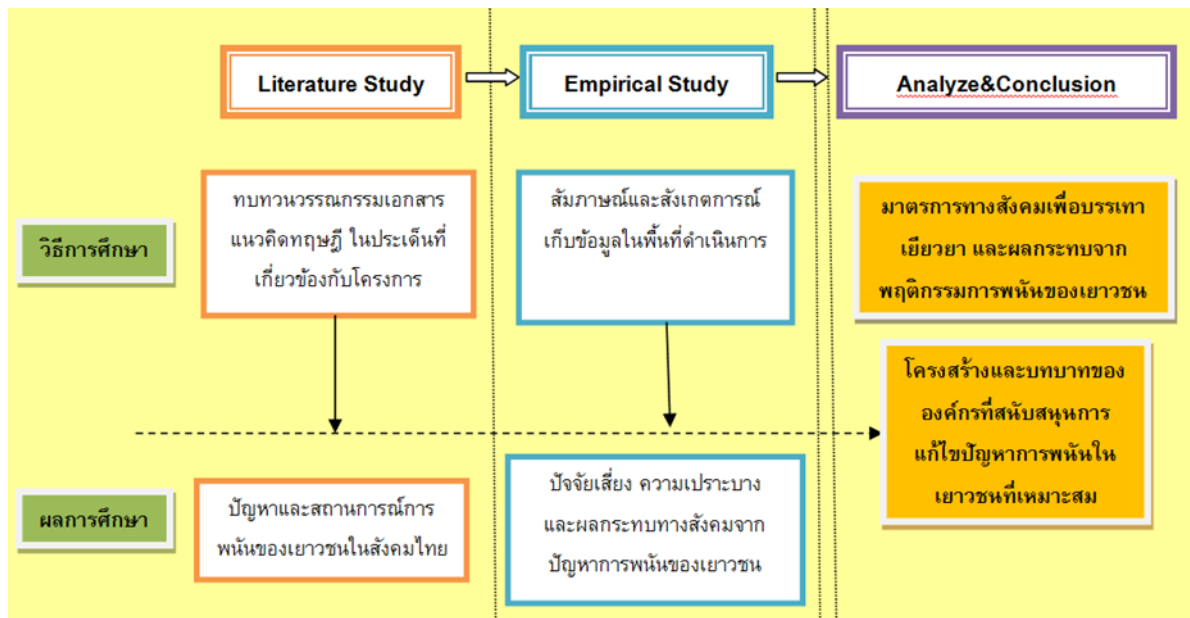 Literature Study
Empirical Study
Analyze&Conclusion
วิธีการศึกษา
ทบทวนวรรณกรรมเอกสาร
แนวคิดทฤษฎี ในประเด็นที่
เกี่ยวข้องกับโครงการ
สัมภาษณ์และสังเกตการณ์
เก็บข้อมูลในพื้นที่ดำเนินการ
มาตรการทางสังคมเพื่อบรรเทา
เยียวยา และผลกระทบจาก
พฤติกรรมการพนันของเยาวชน
โครงสร้างและบทบาทของ
องค์กรที่สนับสนุนการ
แก้ไขปัญหาการพนันใน
เยาวชนที่เหมาะสม
ผลการศึกษา
ปัญหาและสถานการณ์การ
พนันของเยาวชนในสังคมไทย
ปัจจัยเสี่ยง ความเปราะบาง
และผลกระทบทางสังคมจาก
ปัญหาการพนันของเยาวชน